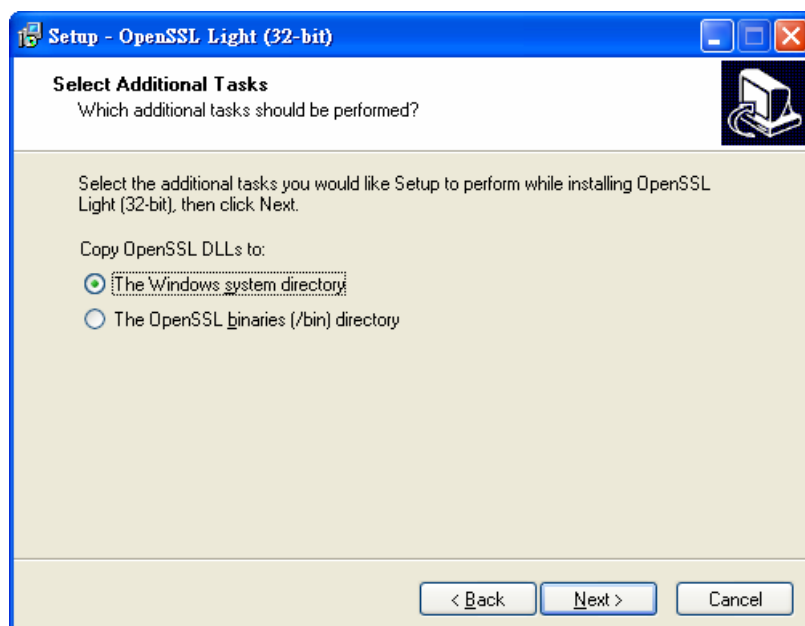 Setup - OpenSSL Light (32-bit)
Select Additional Tasks
Which additional tasks should be performed?
Select the additional tasks you would like Setup to perform while installing OpenSSL
Light (32-bit), then click Next.
Copy OpenSSL DLLs to:
The Windows system directory
The OpenSSL binaries (/bin) directory
< Back
Next >
Cancel